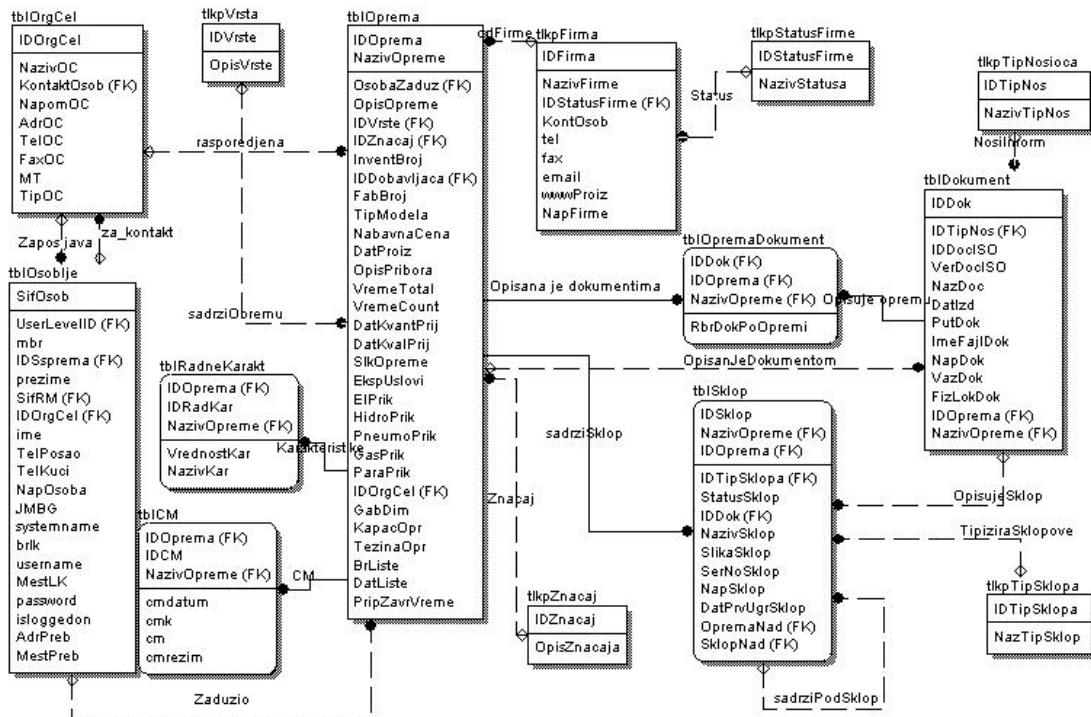 tblOrgCel
IDOrgCel
NazivOC
KontaktOsob (FK)
NapomOC
AdrOC
TelOC
FaxOC
MT
TipOC
tlkpVrsta
IDVrste
OpisVrste
rasporedjena
za_kontakt
sadrziOpremu
tblOsoblje
SifOsob
UserLevelID (FK)
mbr
IDSsprema (FK)
prezime
SifRM (FK)
IDOrgCel (FK)
ime
TelPosao
TelKuci
NapOsoba
JMBG
systemname
brlk
username
MestLK
password
isloggedon
AdrPreb
MestPreb
Zaduzio
tblRadneKarakt
IDOprema (FK)
IDRadKar
NazivOpreme (FK)
VrednostKar
NazivKar
Karakteristike
tblCM
IDOprema (FK)
IDCM
NazivOpreme (FK)
cmdatum
cmk
cm
cmrezim
CM
tblOprema
IDOprema
NazivOpreme
OsobaZaduz (FK)
OpisOpreme
IDVrste (FK)
IDZnacaj (FK)
InventBroj
IDDobavljaca (FK)
FabBroj
TipModela
NabavnaCena
DatProiz
OpisPribora
VremeTotal
VremeCount
DatKvantPrij
DatKvalPrij
SlkOpreme
EkspUslovi
ElPrik
HidroPrik
PneumoPrik
GasPrik
ParaPrik
IDOrgCel (FK)
GabDim
KapacOpr
TezinaOpr
BrListe
DatListe
PripZavrVreme
tlkpFirma
IDFirma
NazivFirme
IDStatusFirme (FK)
KontOsob
tel
fax
email
wwwProiz
NapFirme
Status
tlkpStatusFirme
IDStatusFirme
NazivStatusa
tlkpTipNosioca
IDTipNos
NazivTipNos
NosiInform
tblDokument
IDDok
IDTipNos (FK)
IDDocISO
VerDocISO
NazDoc
DatIzd
PutDok
ImeFajlDok
NapDok
VazDok
FizLokDok
IDOprema (FK)
NazivOpreme (FK)
tblOpremaDokument
IDDok (FK)
IDOprema (FK)
NazivOpreme (FK)
RbrDokPoOpremi
Opisana je dokumentima
Opisuje opremu
OpisanJeDokumentom
sadrziSklop
Znacaj
tblSklop
IDSklop
NazivOpreme (FK)
IDOprema (FK)
IDTipSklopa (FK)
StatusSklop
IDDok (FK)
NazivSklop
SlikaSklop
SerNoSklop
NapSklop
DatPrvUgrSklop
OpremaNad (FK)
SklopNad (FK)
OpisujeSklop
TipiziraSklopove
sadrziPodSklop
tlkpZnacaj
IDZnacaj
OpisZnacaja
tlkpTipSklopa
IDTipSklopa
NazTipSklop